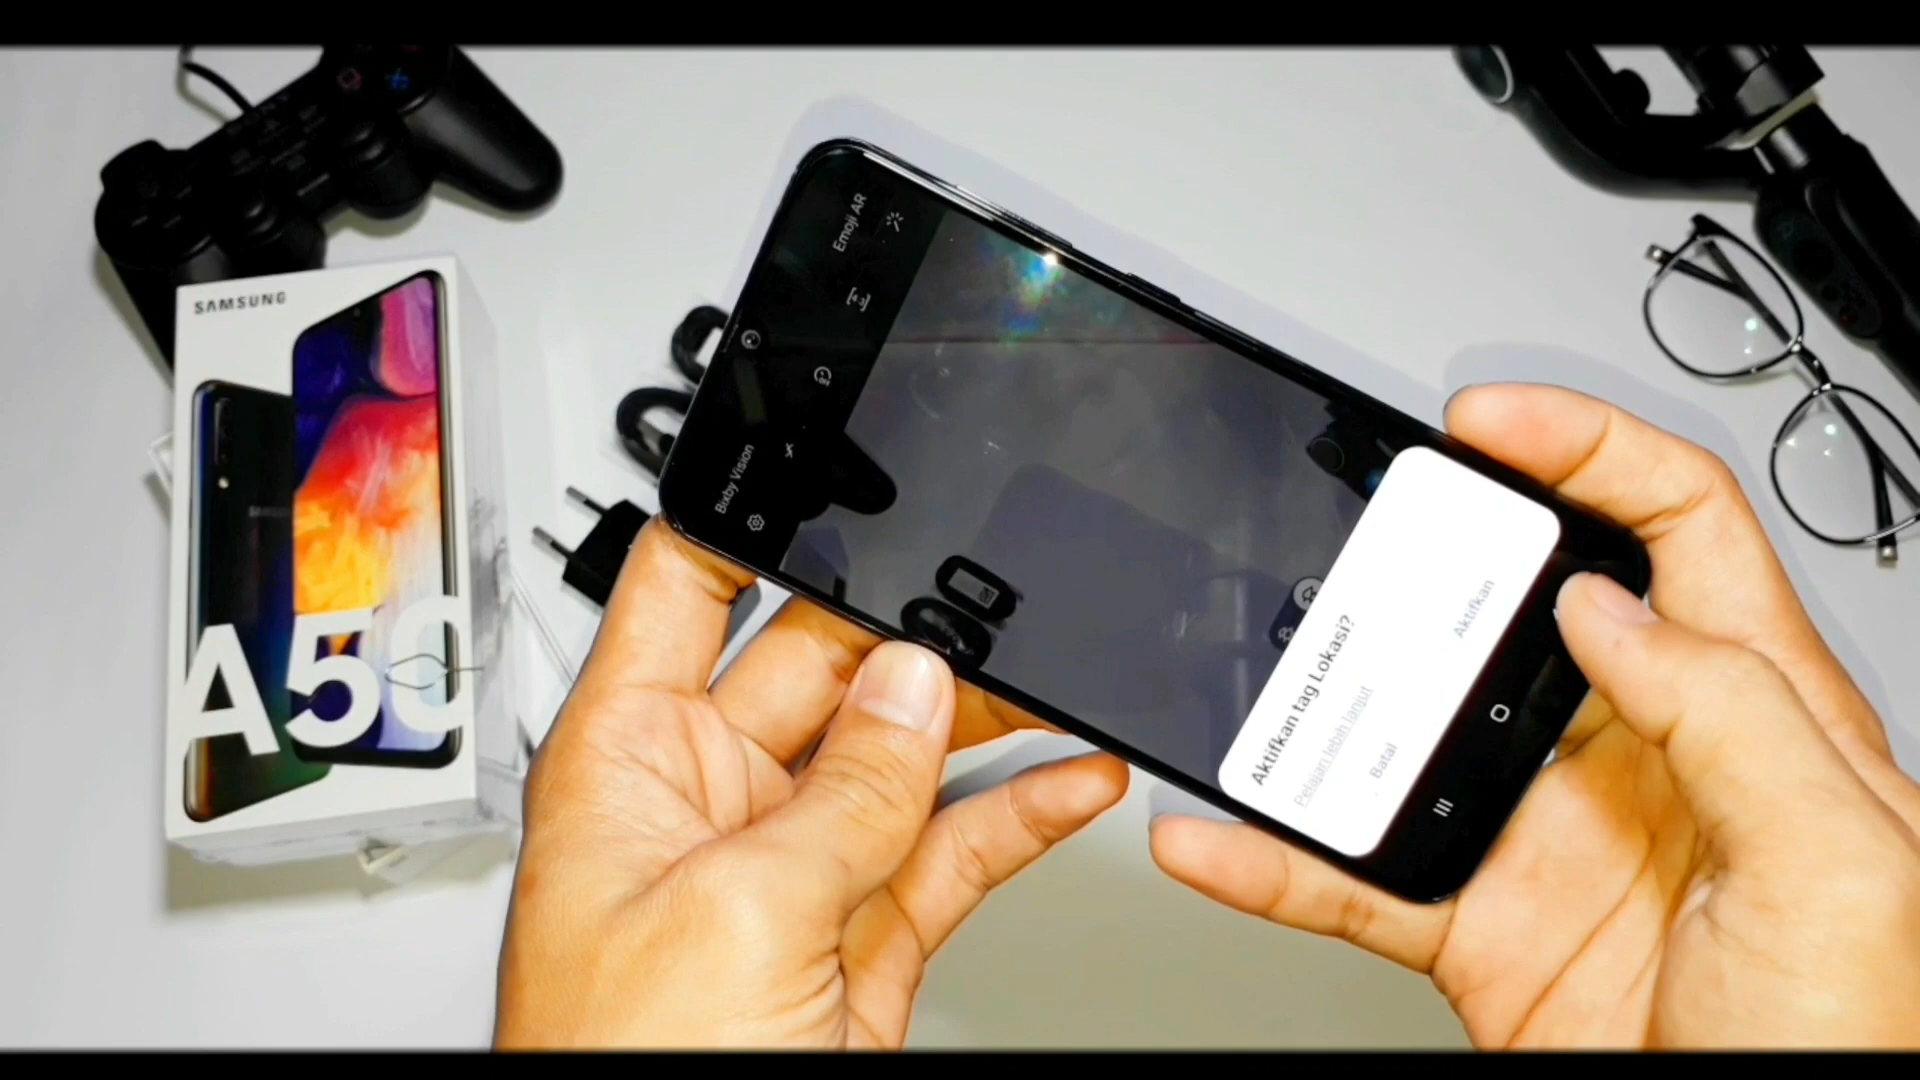 SAMSUNG
A50
Emoji AR
Bixby Vision
Aktifkan tag Lokasi?
Pelajari lebih lanjut
Batal
Aktifkan